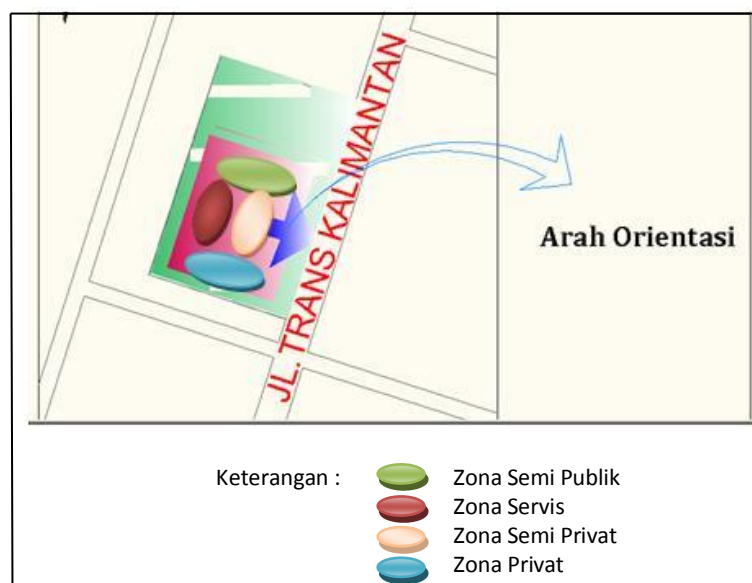 JL. TRANS KALIMANTAN
Arah Orientasi
Keterangan :
Zona Semi Publik
Zona Servis
Zona Semi Privat
Zona Privat